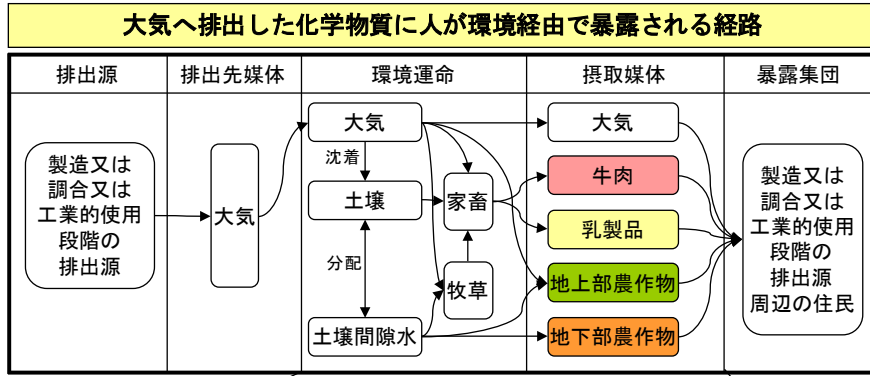 大気へ排出した化学物質に人が環境経由で暴露される経路
排出源
排出先媒体
環境運命
摂取媒体
暴露集団
製造又は
調合又は
工業的使用
段階の
排出源
大気
大気
沈着
土壌
分配
土壌間隙水
家畜
牧草
大気
牛肉
乳製品
地上部農作物
地下部農作物
製造又は
調合又は
工業的使用
段階の
排出源
周辺の住民